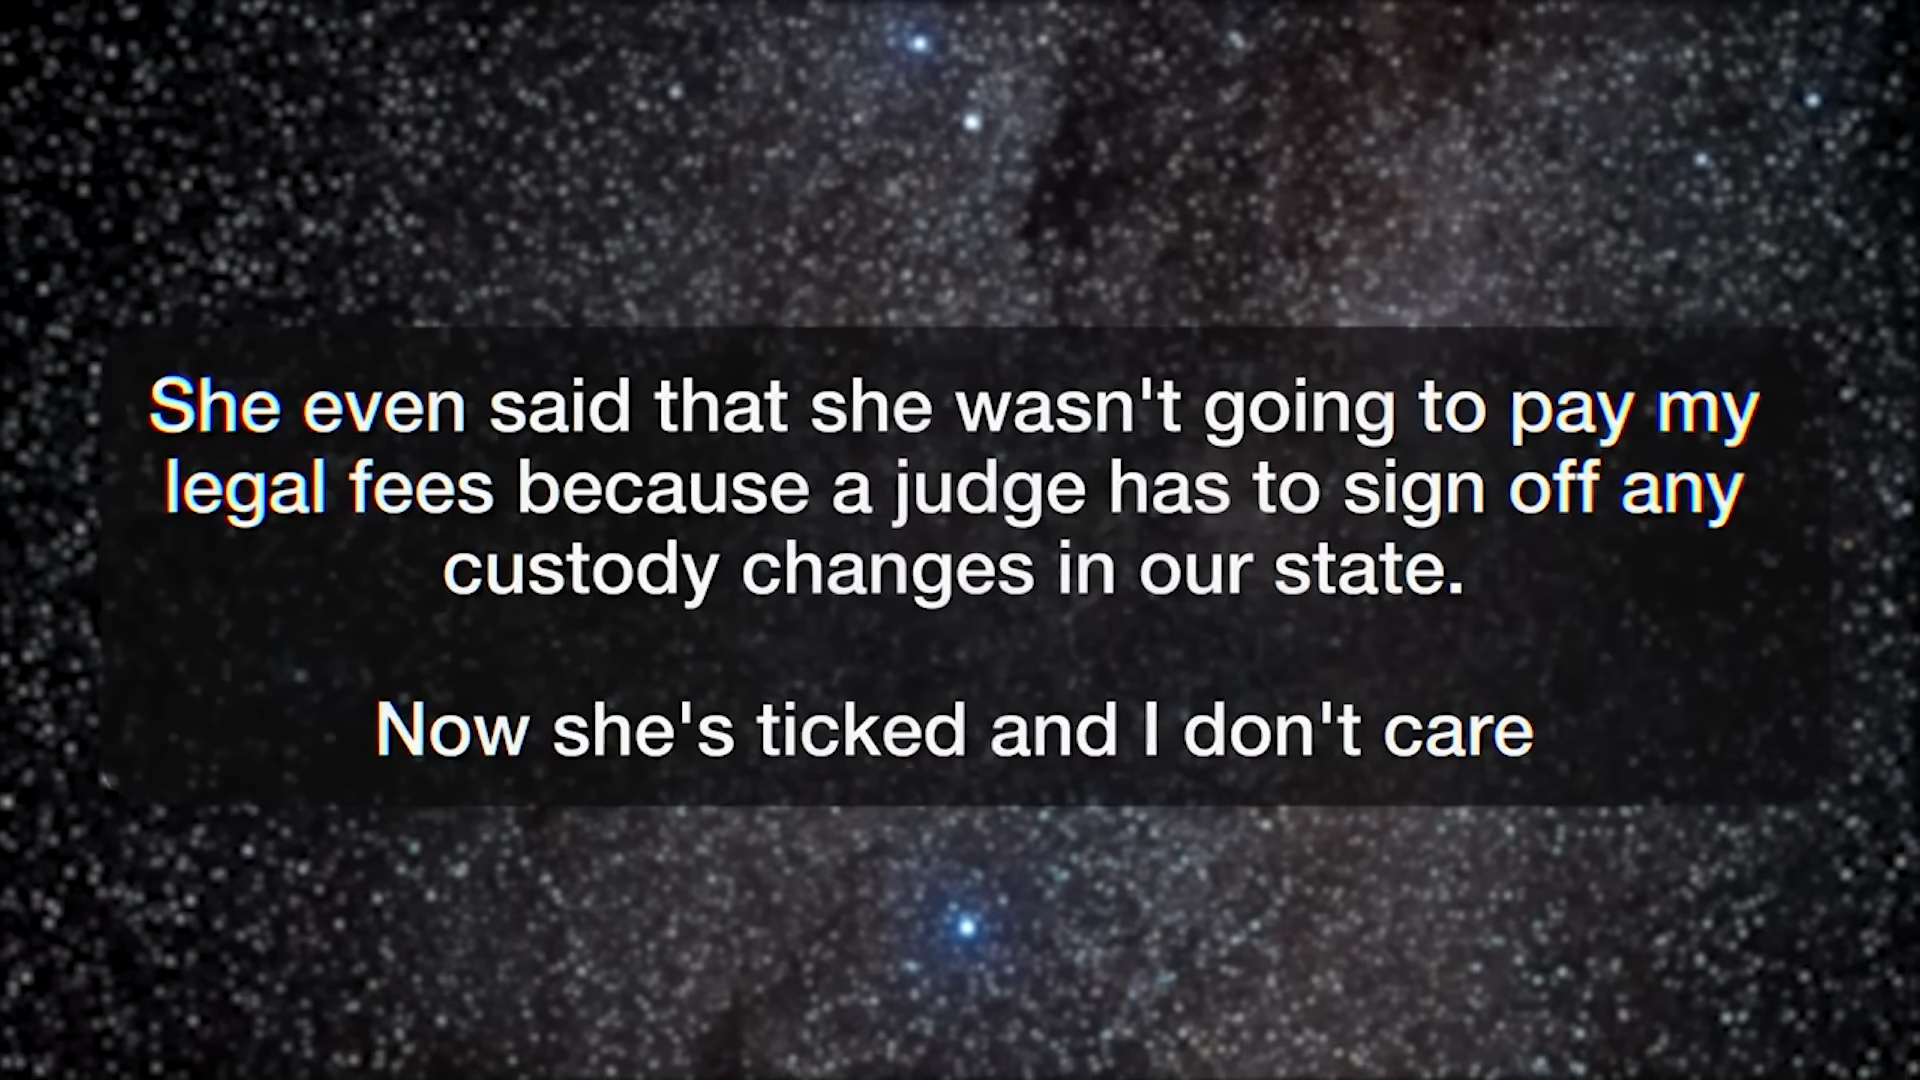 She even said that she wasn't going to pay my
legal fees because a judge has to sign off any
custody changes in our state.
Now she's ticked and I don't care